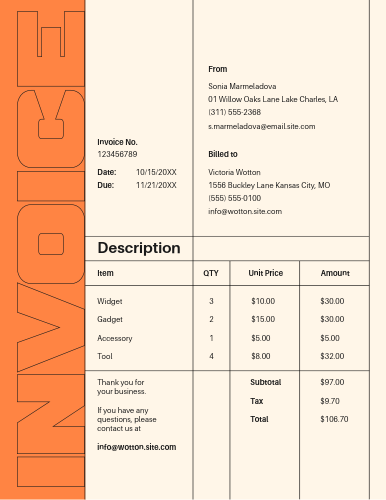 INVOICE
From
Sonia Marmeladova
01 Willow Oaks Lane Lake Charles, LA
(311) 555-2368
s.marmeladova@email.site.com
Invoice No.
123456789
Date: 10/15/20XX
Due: 11/21/20XX
Billed to
Victoria Wotton
1556 Buckley Lane Kansas City, MO
(555) 555-0100
info@wotton.site.com
Description
Item QTY Unit Price Amount
Widget 3 $10.00 $30.00
Gadget 2 $15.00 $30.00
Accessory 1 $5.00 $5.00
Tool 4 $8.00 $32.00
Thank you for
your business.
If you have any
questions, please
contact us at
info@wotton.site.com
Subtotal $97.00
Tax $9.70
Total $106.70